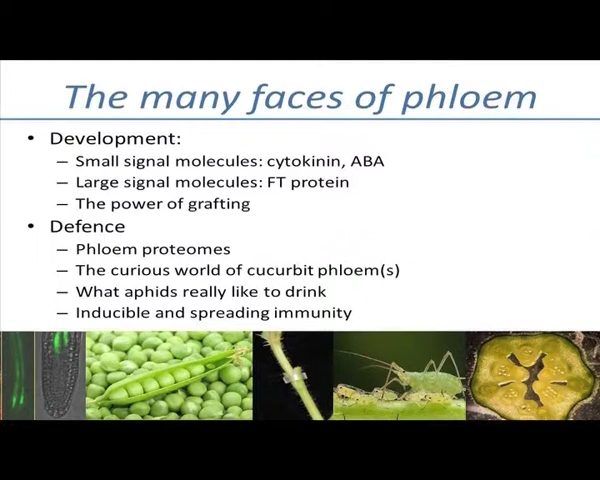 The many faces of phloem
• Development:
– Small signal molecules: cytokinin, ABA
– Large signal molecules: FT protein
– The power of grafting
• Defence
– Phloem proteomes
– The curious world of cucurbit phloem(s)
– What aphids really like to drink
– Inducible and spreading immunity